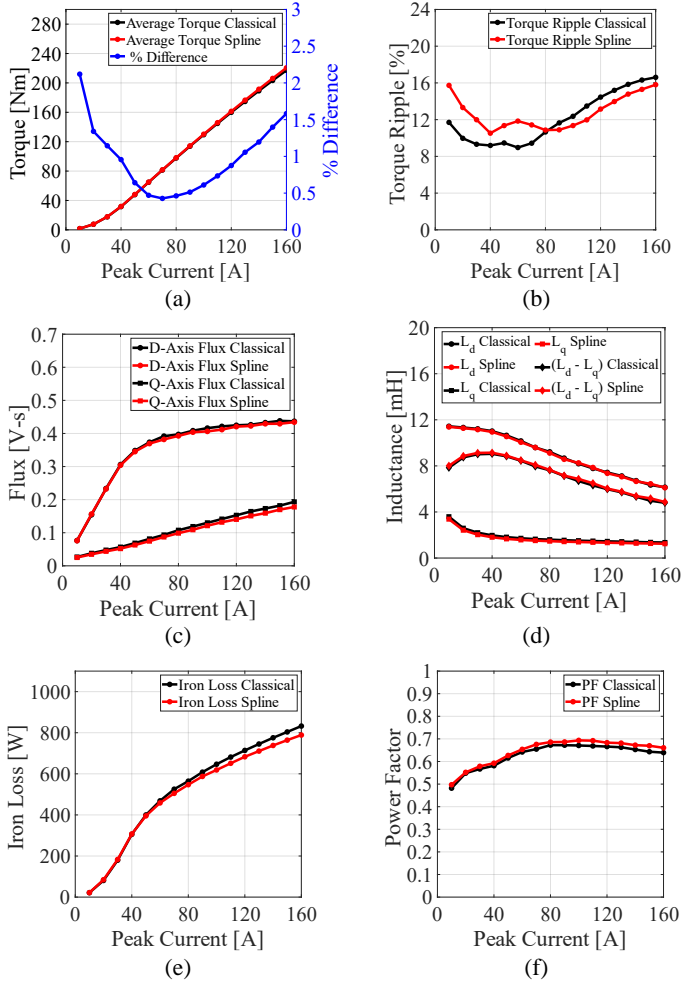 Average Torque Classical
Average Torque Spline
% Difference
280
240
200
160
120
80
40
0
Torque [Nm]
3
2.5
2
1.5
1
0.5
0
% Difference
0 40 80 120 160
Peak Current [A]
(a)
Torque Ripple Classical
Torque Ripple Spline
24
20
16
12
8
4
0
Torque Ripple [%]
0 40 80 120 160
Peak Current [A]
(b)
D-Axis Flux Classical
D-Axis Flux Spline
Q-Axis Flux Classical
Q-Axis Flux Spline
0.7
0.6
0.5
0.4
0.3
0.2
0.1
0
Flux [V-s]
0 40 80 120 160
Peak Current [A]
(c)
L_d Classical
L_d Spline
L_q Classical
L_q Spline
(L_d - L_q) Classical
(L_d - L_q) Spline
20
16
12
8
4
0
Inductance [mH]
0 40 80 120 160
Peak Current [A]
(d)
Iron Loss Classical
Iron Loss Spline
1000
800
600
400
200
0
Iron Loss [W]
0 40 80 120 160
Peak Current [A]
(e)
PF Classical
PF Spline
1
0.9
0.8
0.7
0.6
0.5
0.4
0.3
0.2
0.1
0
Power Factor
0 40 80 120 160
Peak Current [A]
(f)